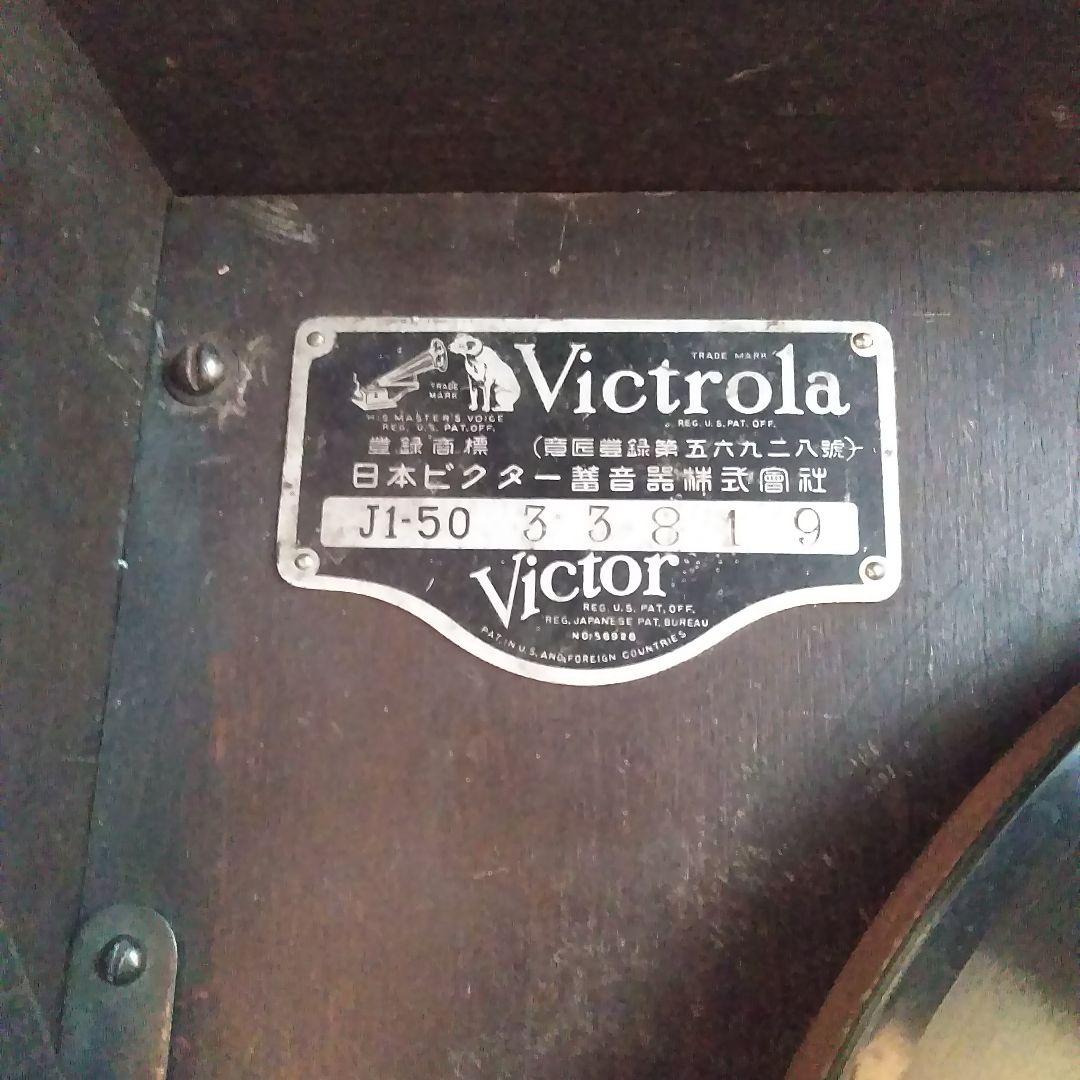 TRADE MARK
Victrola
TRADE MARK
HIS MASTER'S VOICE
REG. U.S. PAT. OFF.
REG. U.S. PAT. OFF.
登録商標 (意匠登録第五六九二八號)
日本ビクター蓄音器株式會社
J1-50 33819
Victor
REG. U.S. PAT. OFF.
REG. JAPANESE PAT. BUREAU
NO. 56928
PAT. IN U.S. AND FOREIGN COUNTRIES